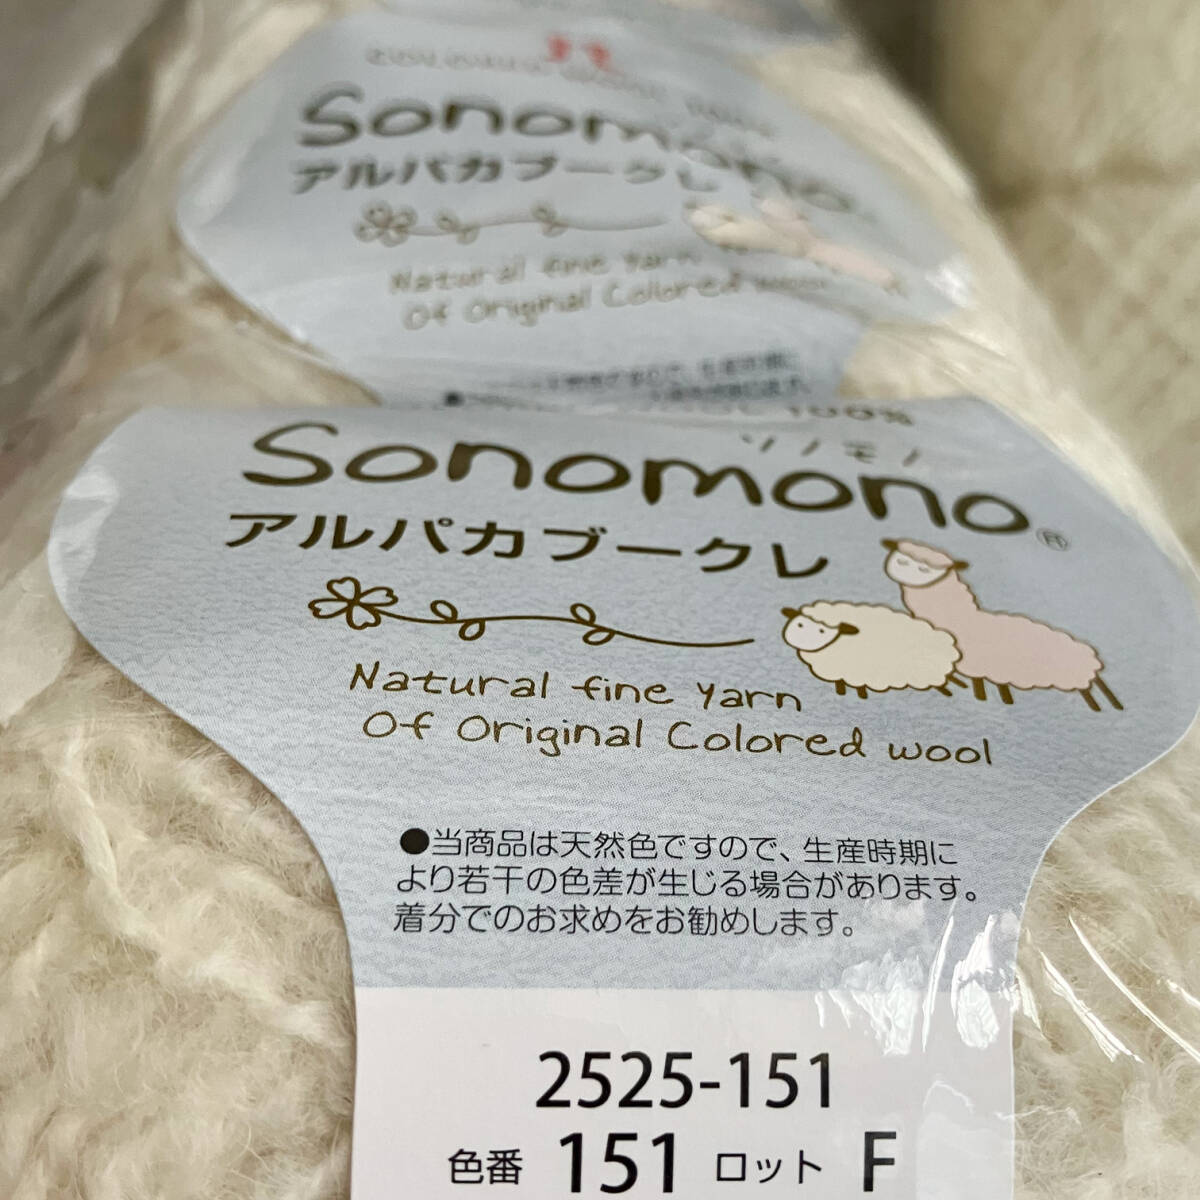 Sonomono
アルパカブークレ
Natural fine Yarn
Of Original Colored wool
100%
ソノモノ
Sonomono®
アルパカブークレ
Natural fine Yarn
Of Original Colored wool
●当商品は天然色ですので、生産時期に
より若干の色差が生じる場合があります。
着分でのお求めをお勧めします。
2525-151
色番 151 ロット F